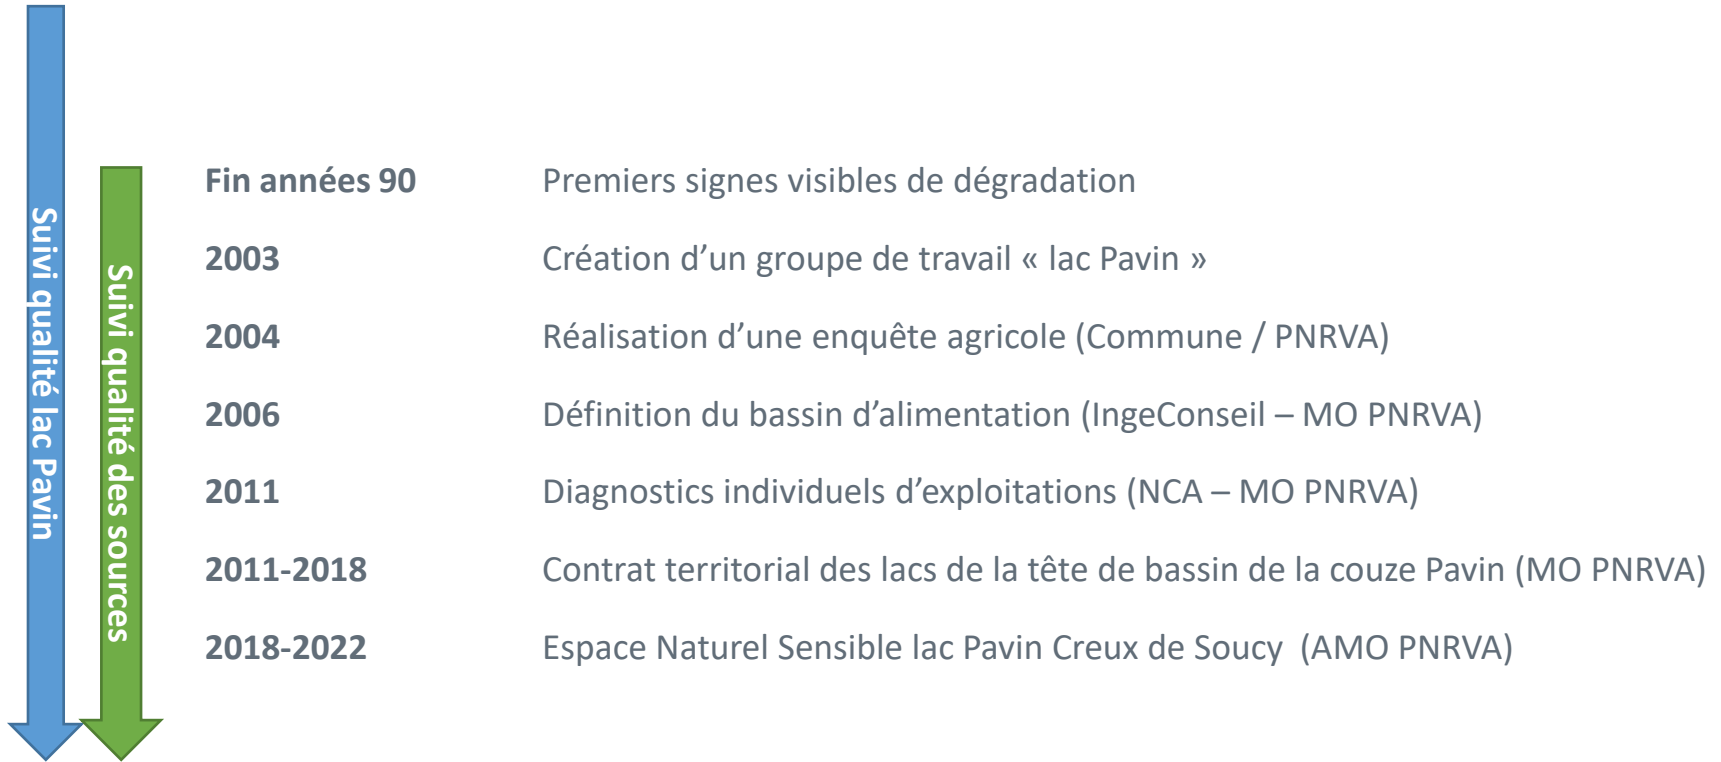 Suivi qualité lac Pavin
Suivi qualité des sources
Fin années 90 Premiers signes visibles de dégradation
2003 Création d’un groupe de travail « lac Pavin »
2004 Réalisation d’une enquête agricole (Commune / PNRVA)
2006 Définition du bassin d’alimentation (IngeConseil – MO PNRVA)
2011 Diagnostics individuels d’exploitations (NCA – MO PNRVA)
2011-2018 Contrat territorial des lacs de la tête de bassin de la couze Pavin (MO PNRVA)
2018-2022 Espace Naturel Sensible lac Pavin Creux de Soucy (AMO PNRVA)